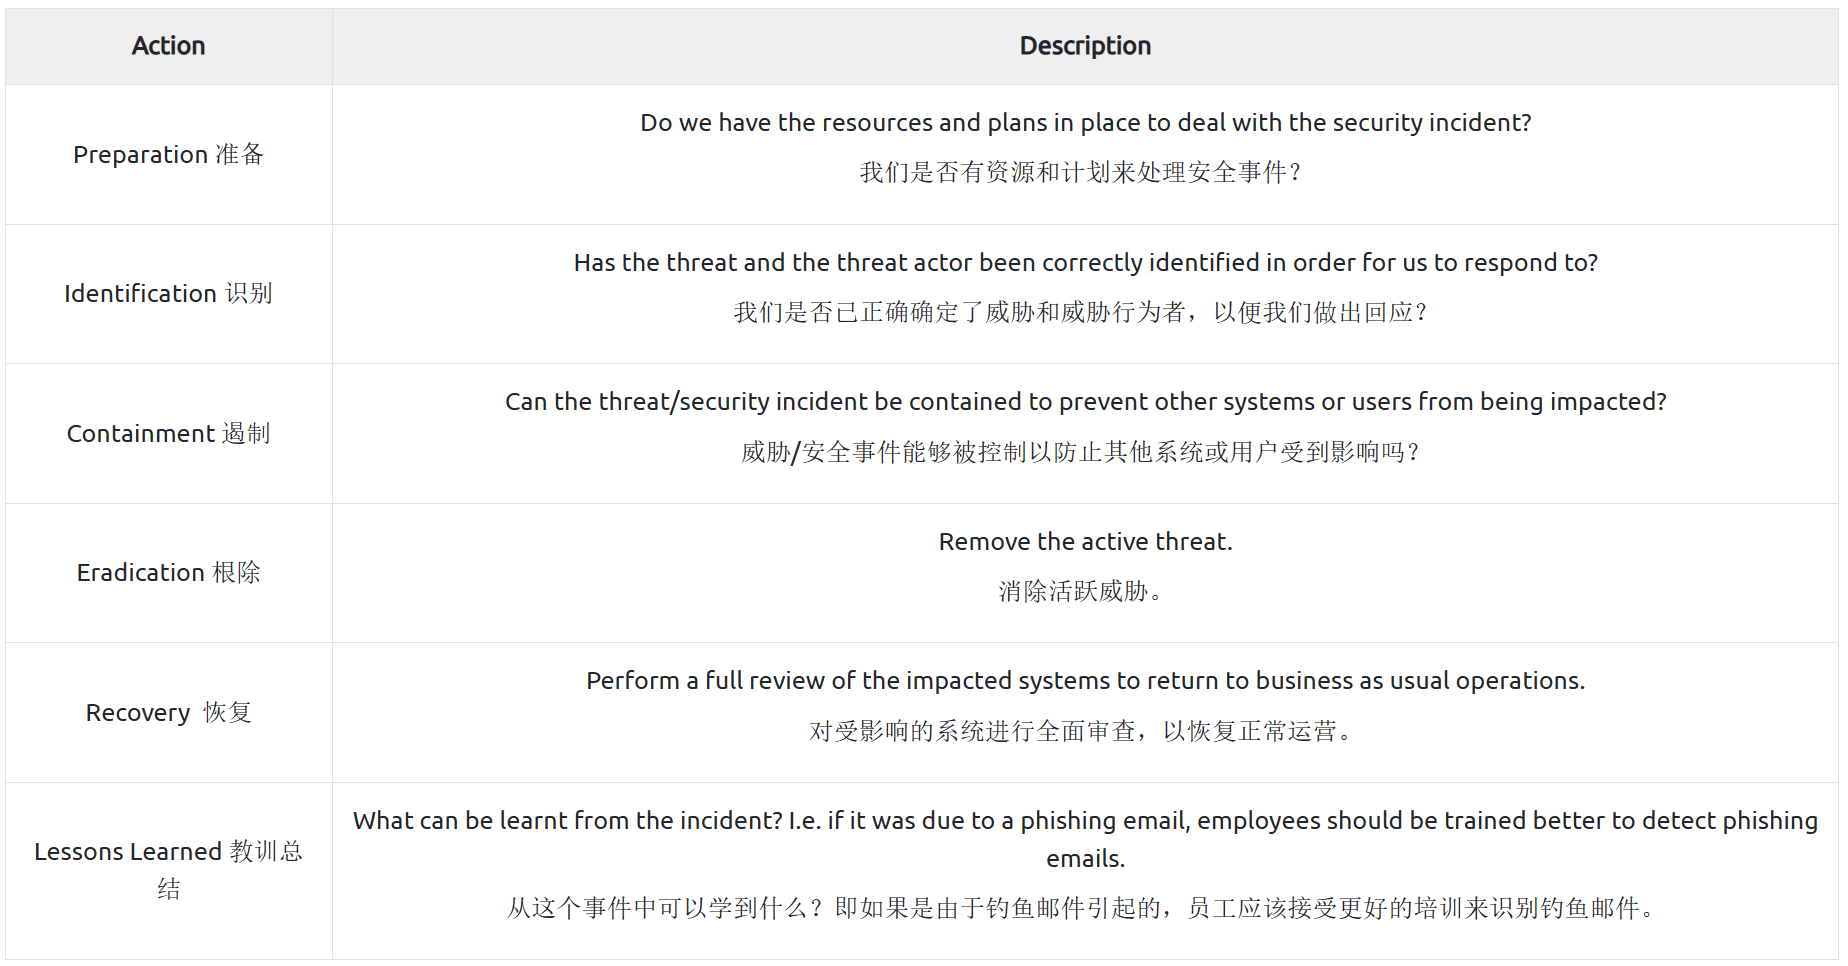 Action
Description
Preparation 准备
Do we have the resources and plans in place to deal with the security incident?
我们是否有资源和计划来处理安全事件？
Identification 识别
Has the threat and the threat actor been correctly identified in order for us to respond to?
我们是否已正确确定了威胁和威胁行为者，以便我们做出回应？
Containment 遏制
Can the threat/security incident be contained to prevent other systems or users from being impacted?
威胁/安全事件能够被控制以防止其他系统或用户受到影响吗？
Eradication 根除
Remove the active threat.
消除活跃威胁。
Recovery 恢复
Perform a full review of the impacted systems to return to business as usual operations.
对受影响的系统进行全面审查，以恢复正常运营。
Lessons Learned 教训总
结
What can be learnt from the incident? I.e. if it was due to a phishing email, employees should be trained better to detect phishing
emails.
从这个事件中可以学到什么？即如果是由于钓鱼邮件引起的，员工应该接受更好的培训来识别钓鱼邮件。